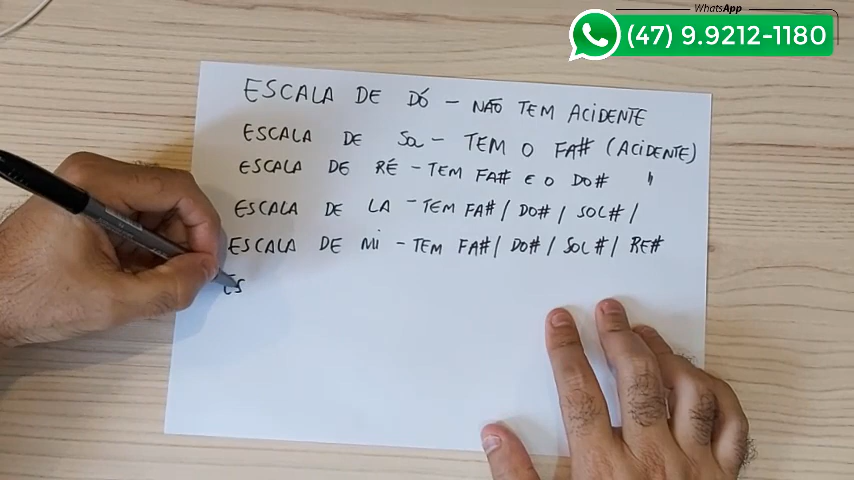 WhatsApp
(47) 9.9212-1180
ESCALA DE DÓ - NÃO TEM ACIDENTE
ESCALA DE Sol - TEM O FA# (ACIDENTE)
ESCALA DE RÉ - TEM FA# E O DO# "
ESCALA DE LA - TEM FA# / DO# / SOL# /
ESCALA DE Mi - TEM FA# / DO# / SOL# / RE#
ES